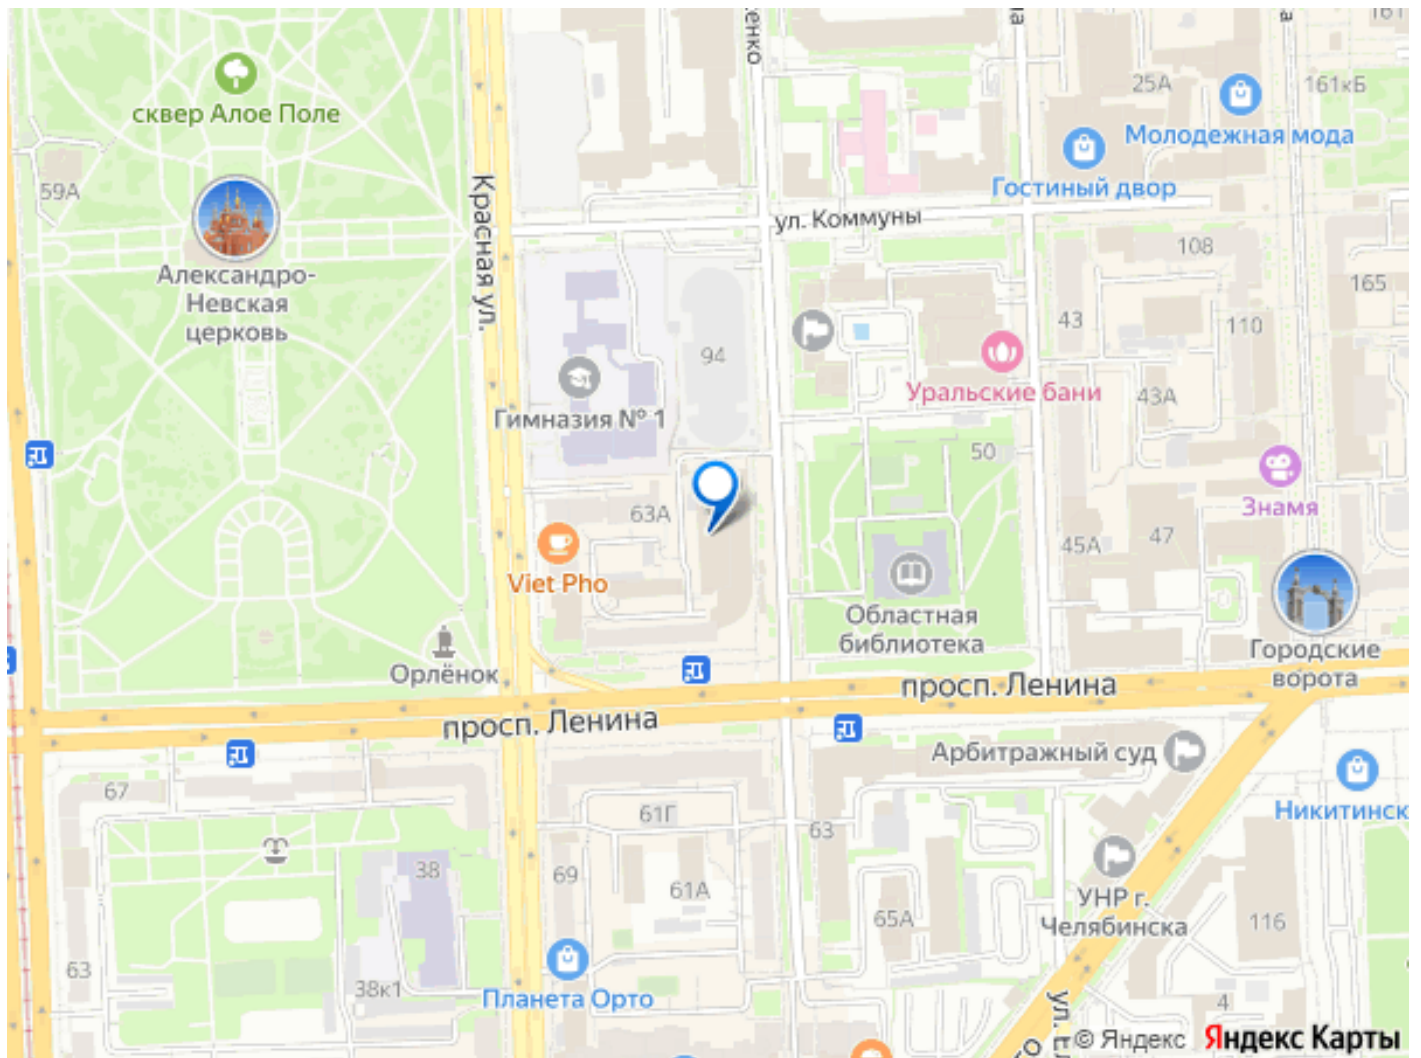 161
25А
161кБ
сквер Алое Поле
Молодежная мода
59А
Гостиный двор
Красная ул.
ул. Коммуны
108
Александро-
Невская
церковь
165
43
110
94
Уральские бани
43А
Гимназия № 1
50
Знамя
63А
47
45А
Viet Pho
Областная
библиотека
Городские
ворота
Орлёнок
просп. Ленина
просп. Ленина
Арбитражный суд
67
61Г
Никитинск
63
38
69
61А
УНР г.
Челябинска
65А
116
63
38к1
Планета Орто
4
ул.
© Яндекс Яндекс Карты